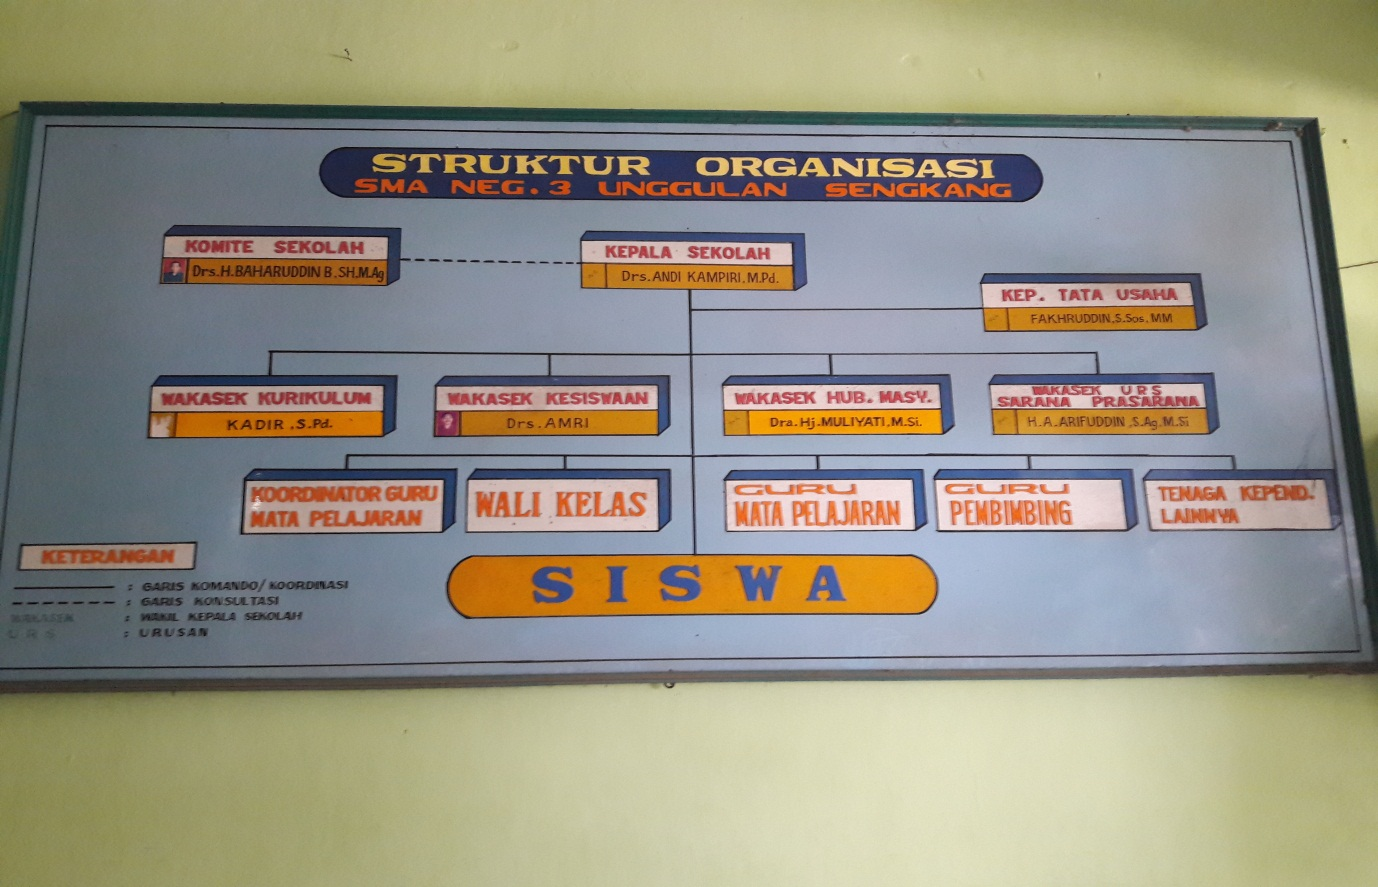 STRUKTUR ORGANISASI
SMA NEG. 3 UNGGULAN SENGKANG
KOMITE SEKOLAH
Drs.H.BAHARUDDIN B.SH,M.Ag
KEPALA SEKOLAH
Drs.ANDI KAMPIRI,M.Pd.
KEP. TATA USAHA
FAKHRUDDIN,S.Sos,MM
WAKASEK KURIKULUM
KADIR .S.Pd.
WAKASEK KESISWAAN
Drs.AMRI
WAKASEK HUB. MASY.
Dra.Hj.MULIYATI,M.Si.
WAKASEK URS
SARANA PRASARANA
H.A.ARIFUDDIN,S.Ag,M.Si
KOORDINATOR GURU
MATA PELAJARAN
WALI KELAS
GURU
MATA PELAJARAN
GURU
PEMBIMBING
TENAGA KEPEND.
LAINNYA
SISWA
KETERANGAN
: GARIS KOMANDO/KOORDINASI
: GARIS KONSULTASI
WAKASEK : WAKIL KEPALA SEKOLAH
URS : URUSAN